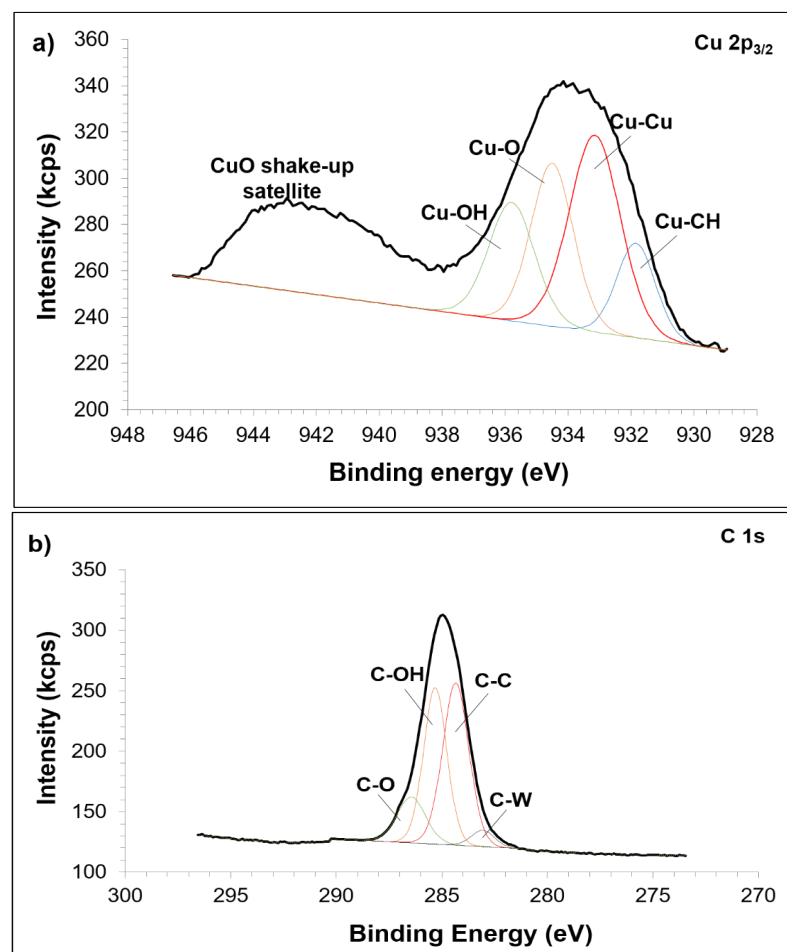 a)
Cu 2p3/2
360
340
320
300
280
260
240
220
200
Intensity (kcps)
CuO shake-up
satellite
Cu-OH
Cu-O
Cu-Cu
Cu-CH
948 946 944 942 940 938 936 934 933 932 930 928
Binding energy (eV)
b)
C 1s
350
300
250
200
150
100
Intensity (kcps)
C-OH
C-C
C-O
C-W
300 295 290 285 280 275 270
Binding Energy (eV)